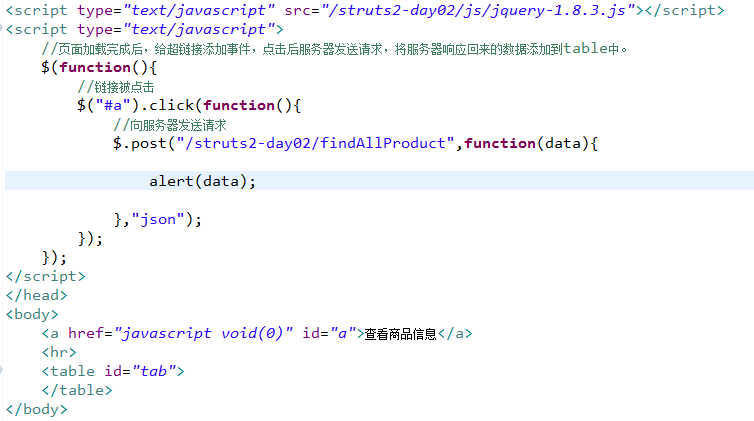 <script type="text/javascript" src="/struts2-day02/js/jquery-1.8.3.js"></script>
<script type="text/javascript">
    //页面加载完成后，给超链接添加事件，点击后服务器发送请求，将服务器响应回来的数据添加到table中。
    $(function(){
        //链接被点击
        $("#a").click(function(){
            //向服务器发送请求
            $.post("/struts2-day02/findAllProduct",function(data){
                alert(data);
            },"json");
        });
    });
</script>
</head>
<body>
    <a href="javascript void(0)" id="a">查看商品信息</a>
    <hr>
    <table id="tab">
    </table>
</body>